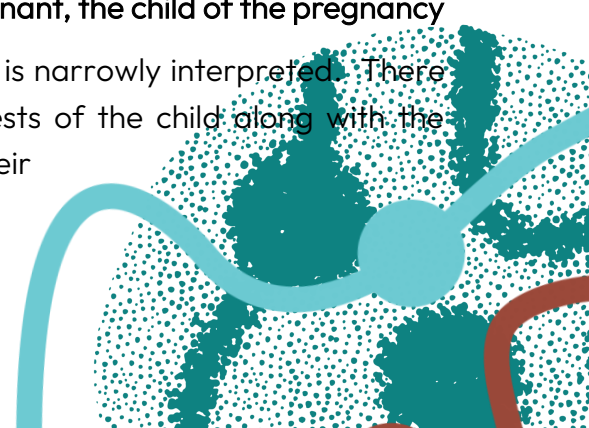 nant, the child of the pregnancy
is narrowly interpreted. There
ests of the child along with the
eir